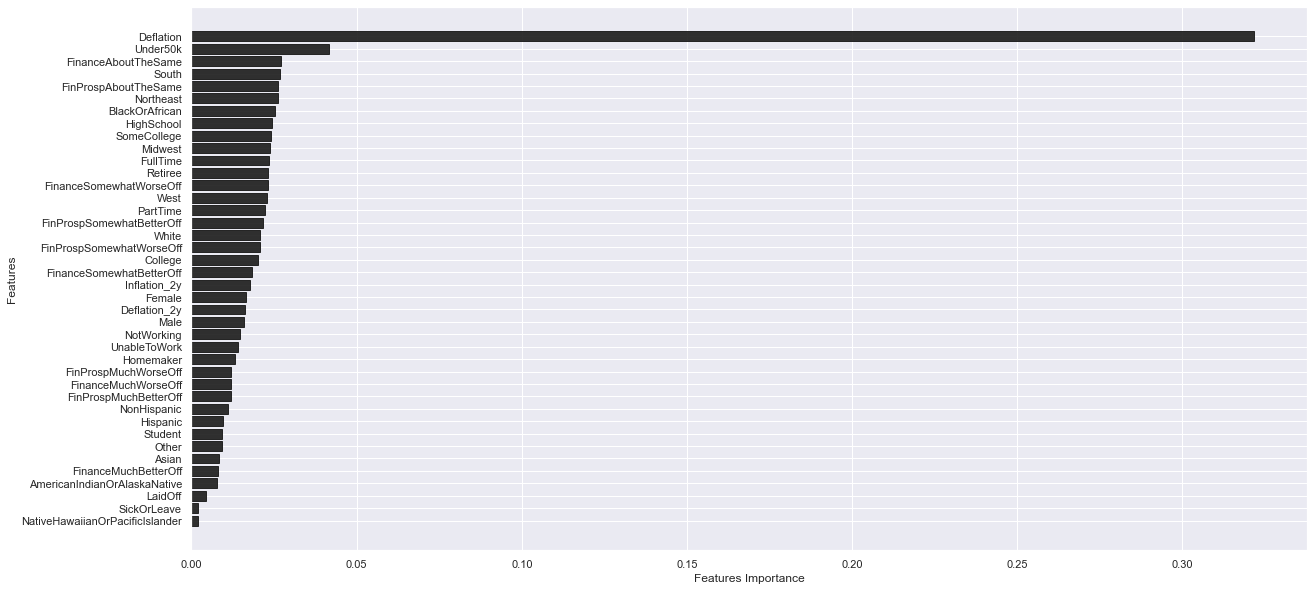 Deflation
Under50k
FinanceAboutTheSame
South
FinProspAboutTheSame
Northeast
BlackOrAfrican
HighSchool
SomeCollege
Midwest
FullTime
Retiree
FinanceSomewhatWorseOff
West
PartTime
FinProspSomewhatBetterOff
White
FinProspSomewhatWorseOff
College
FinanceSomewhatBetterOff
Inflation_2y
Female
Deflation_2y
Male
NotWorking
UnableToWork
Homemaker
FinProspMuchWorseOff
FinanceMuchWorseOff
FinProspMuchBetterOff
NonHispanic
Hispanic
Student
Other
Asian
FinanceMuchBetterOff
AmericanIndianOrAlaskaNative
LaidOff
SickOrLeave
NativeHawaiianOrPacificIslander
Features
0.00 0.05 0.10 0.15 0.20 0.25 0.30
Features Importance